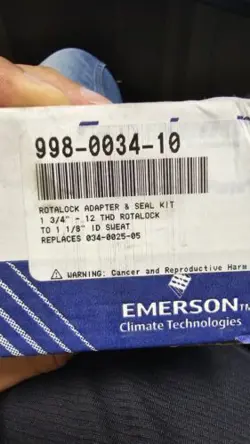 998-0034-10
ROTALOCK ADAPTER & SEAL KIT
1 3/4" - 12 THD ROTALOCK
TO 1 1/8" ID SWEAT
REPLACES 034-0025-05
⚠ WARNING: Cancer and Reproductive Harm
EMERSON™
Climate Technologies